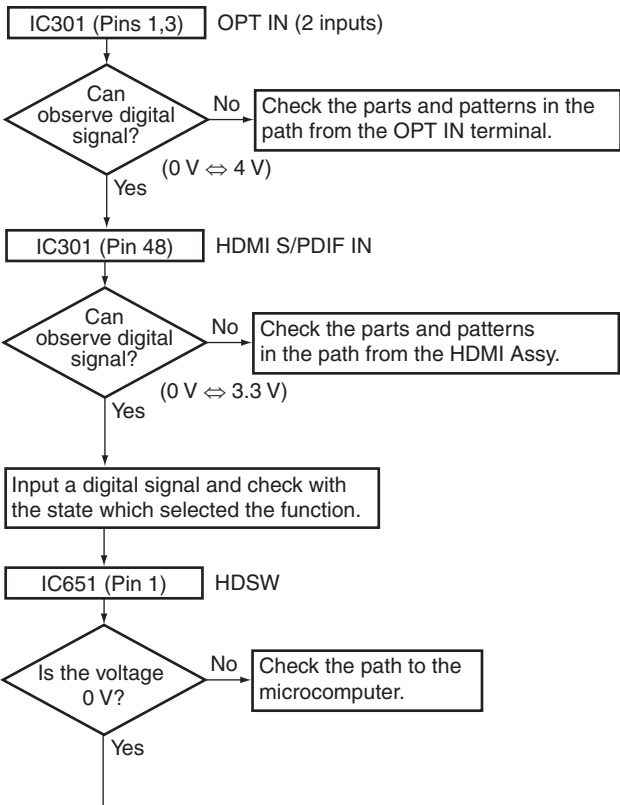 IC301 (Pins 1,3) OPT IN (2 inputs)
Can
observe digital
signal?
No
Check the parts and patterns in the
path from the OPT IN terminal.
(0 V ⇔ 4 V)
Yes
IC301 (Pin 48) HDMI S/PDIF IN
Can
observe digital
signal?
No
Check the parts and patterns
in the path from the HDMI Assy.
(0 V ⇔ 3.3 V)
Yes
Input a digital signal and check with
the state which selected the function.
IC651 (Pin 1) HDSW
Is the voltage
0 V?
No
Check the path to the
microcomputer.
Yes